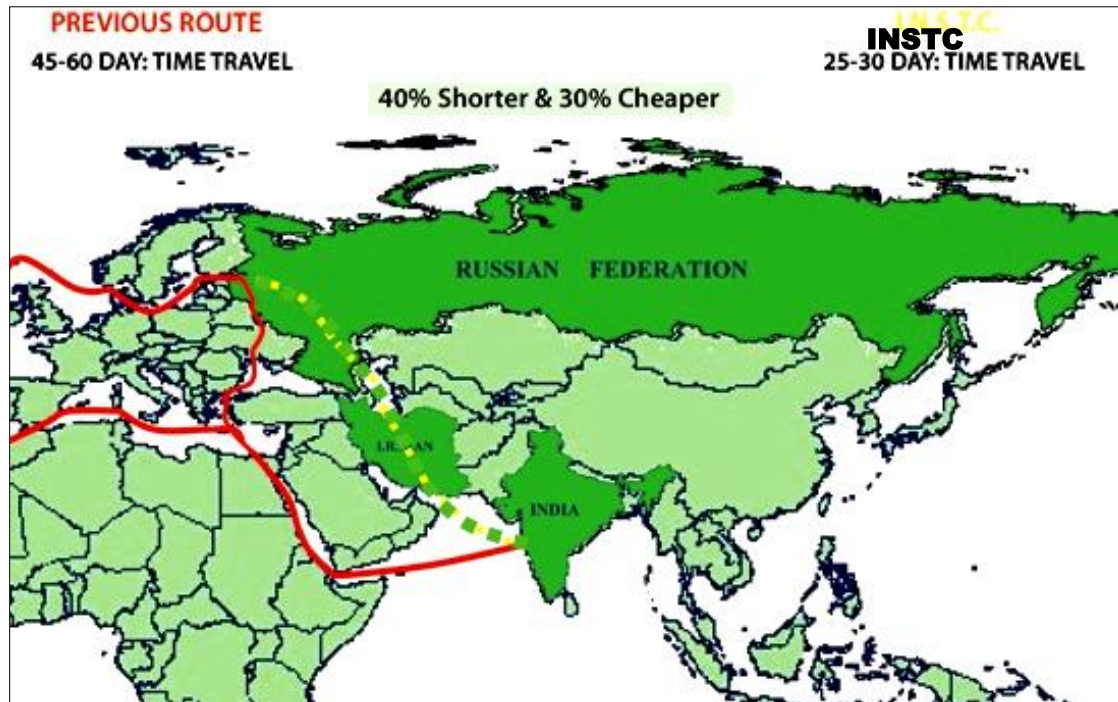 PREVIOUS ROUTE
45-60 DAY: TIME TRAVEL
I.N.S.T.C.
INSTC
25-30 DAY: TIME TRAVEL
40% Shorter & 30% Cheaper
RUSSIAN FEDERATION
INDIA